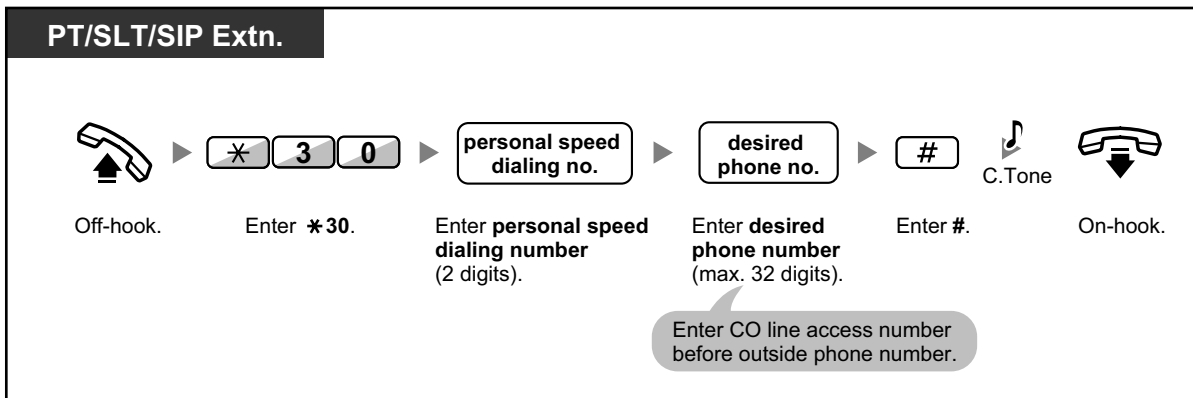 PT/SLT/SIP Extn.
* 3 0
personal speed
dialing no.
desired
phone no.
#
C.Tone
Off-hook.
Enter *30.
Enter personal speed
dialing number
(2 digits).
Enter desired
phone number
(max. 32 digits).
Enter #.
On-hook.
Enter CO line access number
before outside phone number.